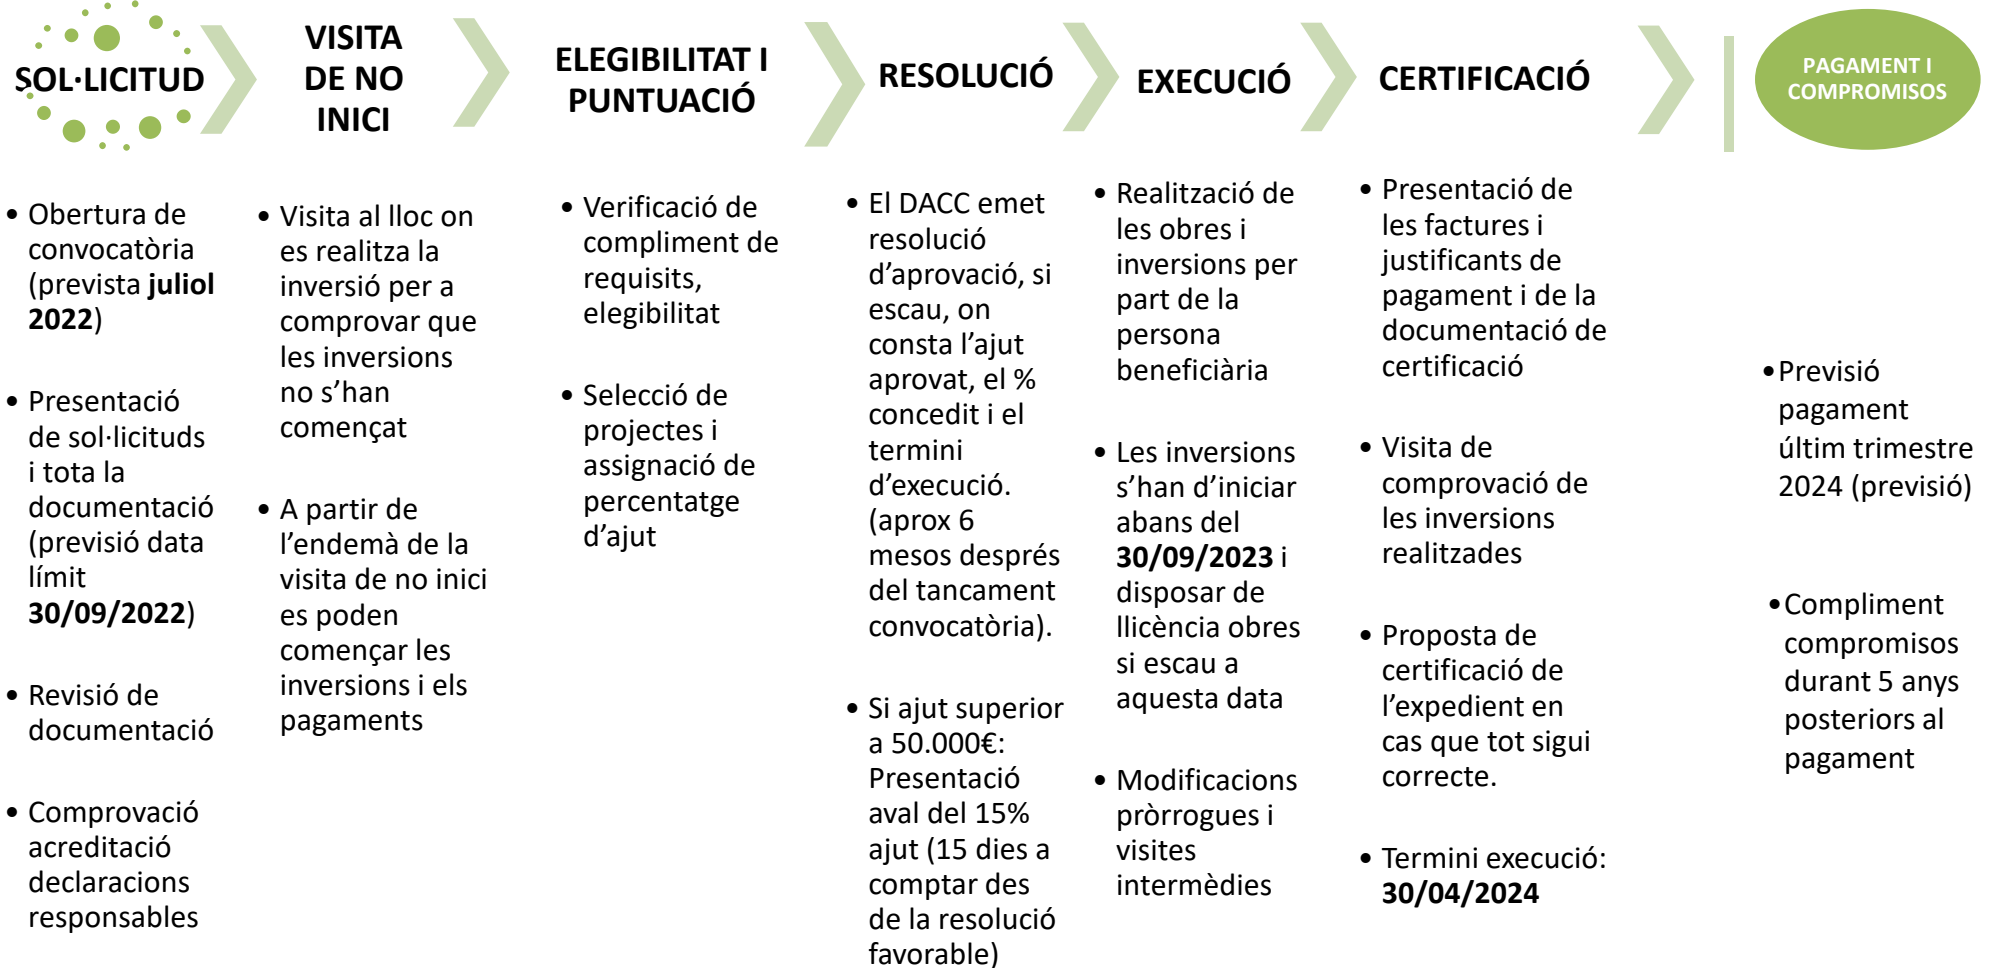 SOL·LICITUD
• Obertura de
convocatòria
(prevista juliol
2022)
• Presentació
de sol·licituds
i tota la
documentació
(previsió data
límit
30/09/2022)
• Revisió de
documentació
• Comprovació
acreditació
declaracions
responsables
VISITA
DE NO
INICI
• Visita al lloc on
es realitza la
inversió per a
comprovar que
les inversions
no s’han
començat
• A partir de
l’endemà de la
visita de no inici
es poden
començar les
inversions i els
pagaments
ELEGIBILITAT I
PUNTUACIÓ
• Verificació de
compliment de
requisits,
elegibilitat
• Selecció de
projectes i
assignació de
percentatge
d’ajut
RESOLUCIÓ
• El DACC emet
resolució
d’aprovació, si
escau, on
consta l’ajut
aprovat, el %
concedit i el
termini
d’execució.
(aprox 6
mesos després
del tancament
convocatòria).
• Si ajut superior
a 50.000€:
Presentació
aval del 15%
ajut (15 dies a
comptar des
de la resolució
favorable)
EXECUCIÓ
• Realització de
les obres i
inversions per
part de la
persona
beneficiària
• Les inversions
s’han d’iniciar
abans del
30/09/2023 i
disposar de
llicència obres
si escau a
aquesta data
• Modificacions
pròrrogues i
visites
intermèdies
CERTIFICACIÓ
• Presentació de
les factures i
justificants de
pagament i de la
documentació de
certificació
• Visita de
comprovació de
les inversions
realitzades
• Proposta de
certificació de
l’expedient en
cas que tot sigui
correcte.
• Termini execució:
30/04/2024
PAGAMENT I
COMPROMISOS
•Previsió
pagament
últim trimestre
2024 (previsió)
•Compliment
compromisos
durant 5 anys
posteriors al
pagament